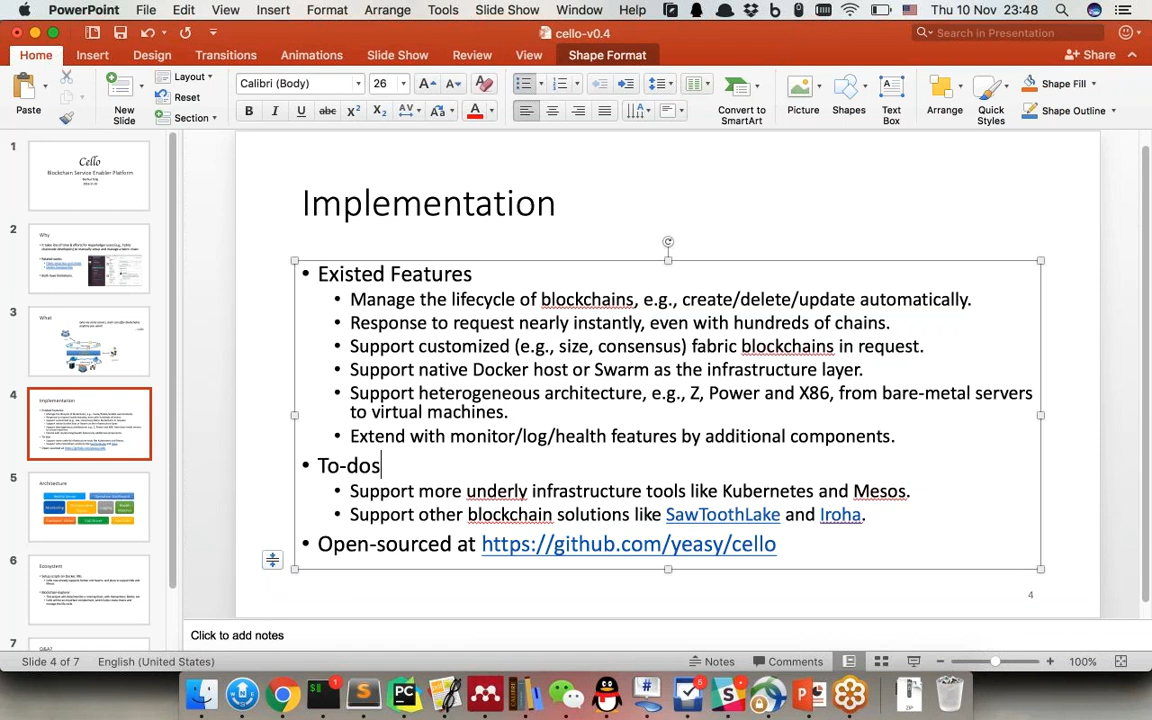 PowerPoint File Edit View Insert Format Arrange Tools Slide Show Window Help Thu 10 Nov 23:48
cello-v0.4
Search in Presentation
Home Insert Design Transitions Animations Slide Show Review View Shape Format
Share
Paste
New Slide
Layout
Reset
Section
Calibri (Body) 26
Convert to SmartArt
Picture
Shapes
Text Box
Arrange
Quick Styles
Shape Fill
Shape Outline
1
Cello
Blockchain Service Enabler Platform
2
Why
3
What
4
Implementation
5
Architecture
6
Ecosystem
7
Implementation
• Existed Features
• Manage the lifecycle of blockchains, e.g., create/delete/update automatically.
• Response to request nearly instantly, even with hundreds of chains.
• Support customized (e.g., size, consensus) fabric blockchains in request.
• Support native Docker host or Swarm as the infrastructure layer.
• Support heterogeneous architecture, e.g., Z, Power and X86, from bare-metal servers
to virtual machines.
• Extend with monitor/log/health features by additional components.
• To-dos
• Support more underly infrastructure tools like Kubernetes and Mesos.
• Support other blockchain solutions like SawToothLake and Iroha.
• Open-sourced at https://github.com/yeasy/cello
4
Click to add notes
Slide 4 of 7 English (United States) Notes Comments 100%